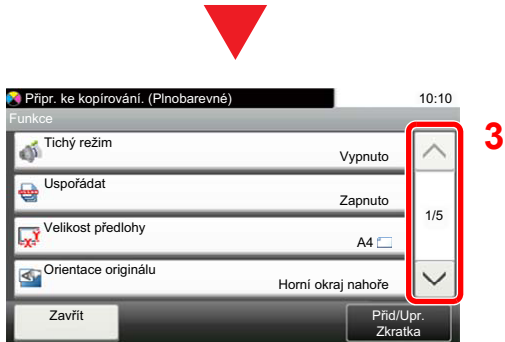 Připr. ke kopírování. (Plnobarevné) 10:10
Funkce
Tichý režim
Vypnuto
3
Uspořádat
Zapnuto
1/5
Velikost předlohy
A4
Orientace originálu
Horní okraj nahoře
Zavřít
Přid/Upr.
Zkratka